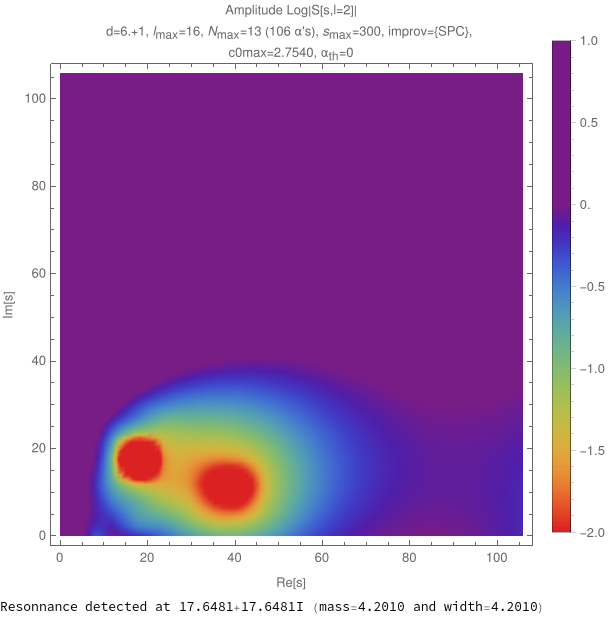 Amplitude Log|S[s,l=2]|
d=6.+1, lmax=16, Nmax=13 (106 α's), smax=300, improv={SPC},
c0max=2.7540, αth=0
1.0
0.5
0.
-0.5
-1.0
-1.5
-2.0
100
80
60
40
20
0
Im[s]
0 20 40 60 80 100
Re[s]
Resonnance detected at 17.6481+17.6481I (mass=4.2010 and width=4.2010)